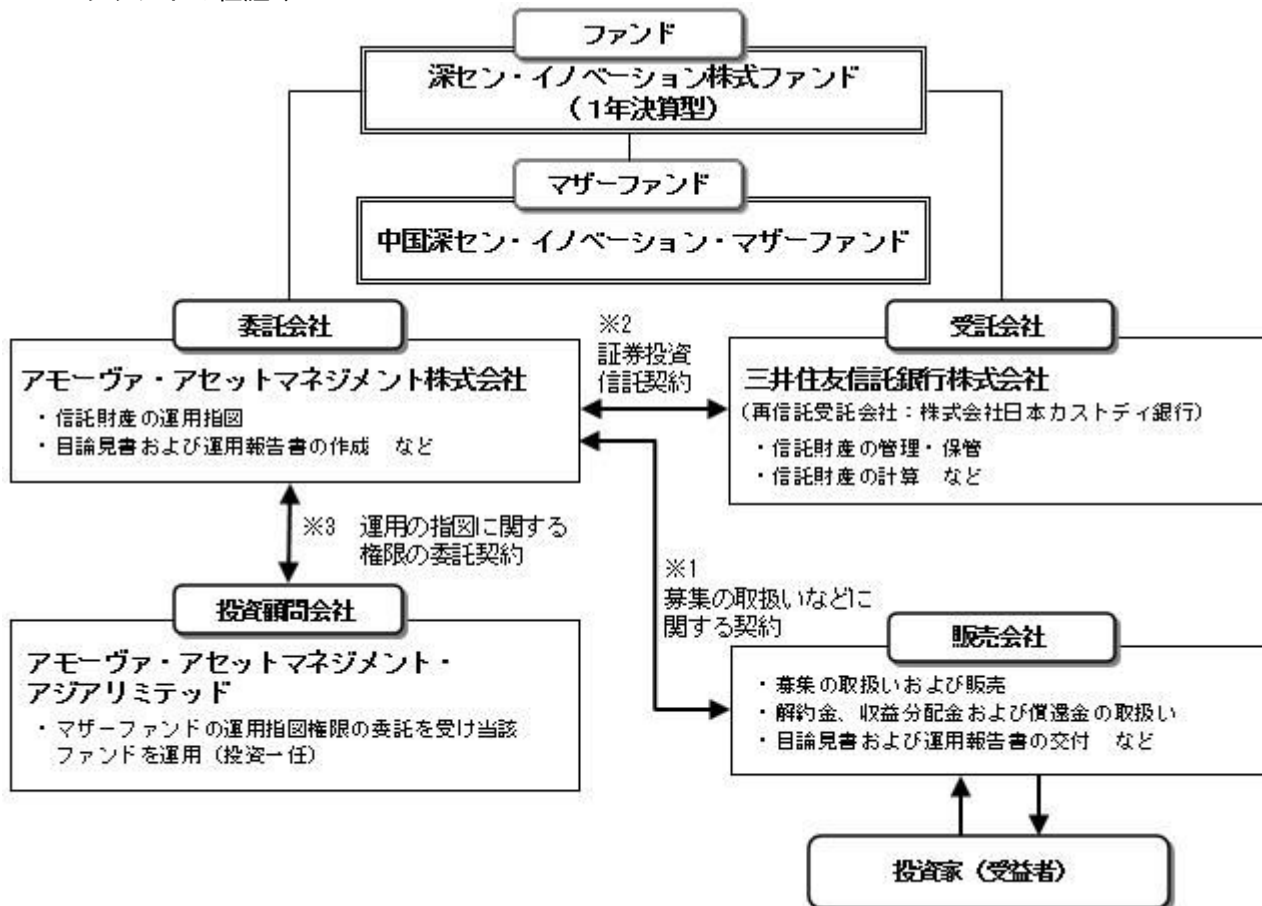 ファンド
深セン・イノベーション株式ファンド
（１年決算型）
マザーファンド
中国深セン・イノベーション・マザーファンド
委託会社
アモーヴァ・アセットマネジメント株式会社
・信託財産の運用指図
・目論見書および運用報告書の作成　など
※2
証券投資
信託契約
受託会社
三井住友信託銀行株式会社
(再信託受託会社：株式会社日本カストディ銀行)
・信託財産の管理・保管
・信託財産の計算　など
※3　運用の指図に関する
権限の委託契約
投資顧問会社
アモーヴァ・アセットマネジメント・
アジアリミテッド
・マザーファンドの運用指図権限の委託を受け当該
ファンドを運用（投資一任）
※1
募集の取扱いなどに
関する契約
販売会社
・募集の取扱いおよび販売
・解約金、収益分配金および償還金の取扱い
・目論見書および運用報告書の交付　など
投資家（受益者）